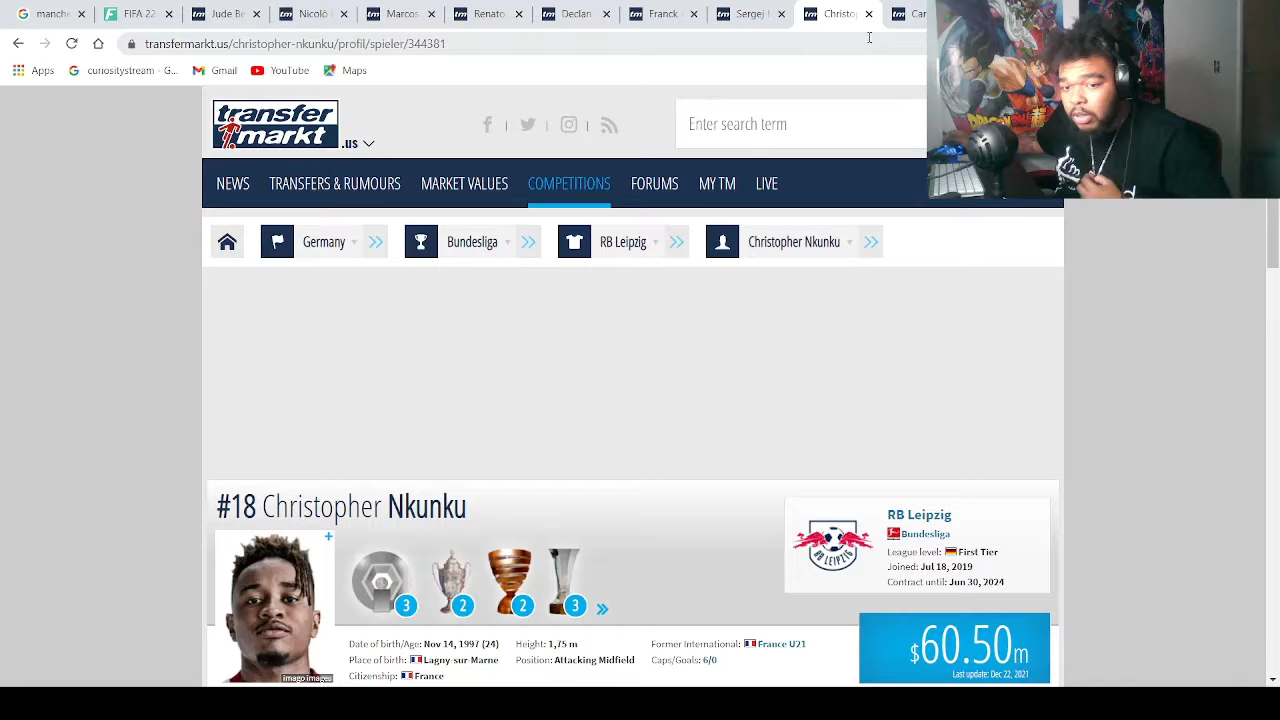 manche
FIFA 22
Jude Be
Nicolò
Marcos
Renato
Declan
Franck
Sergej
Christo
Car
transfermarkt.us/christopher-nkunku/profil/spieler/344381
Apps
curiositystream - G...
Gmail
YouTube
Maps
transfer
markt
.us
Enter search term
NEWS
TRANSFERS & RUMOURS
MARKET VALUES
COMPETITIONS
FORUMS
MY TM
LIVE
Germany
Bundesliga
RB Leipzig
Christopher Nkunku
#18 Christopher Nkunku
3
2
2
3
imago images
Date of birth/Age: Nov 14, 1997 (24)
Place of birth: Lagny-sur Marne
Citizenship: France
Height: 1,75 m
Position: Attacking Midfield
Former International: France U21
Caps/Goals: 6/0
RB Leipzig
Bundesliga
League level: First Tier
Joined: Jul 18, 2019
Contract until: Jun 30, 2024
$60.50m
Last update: Dec 22, 2021